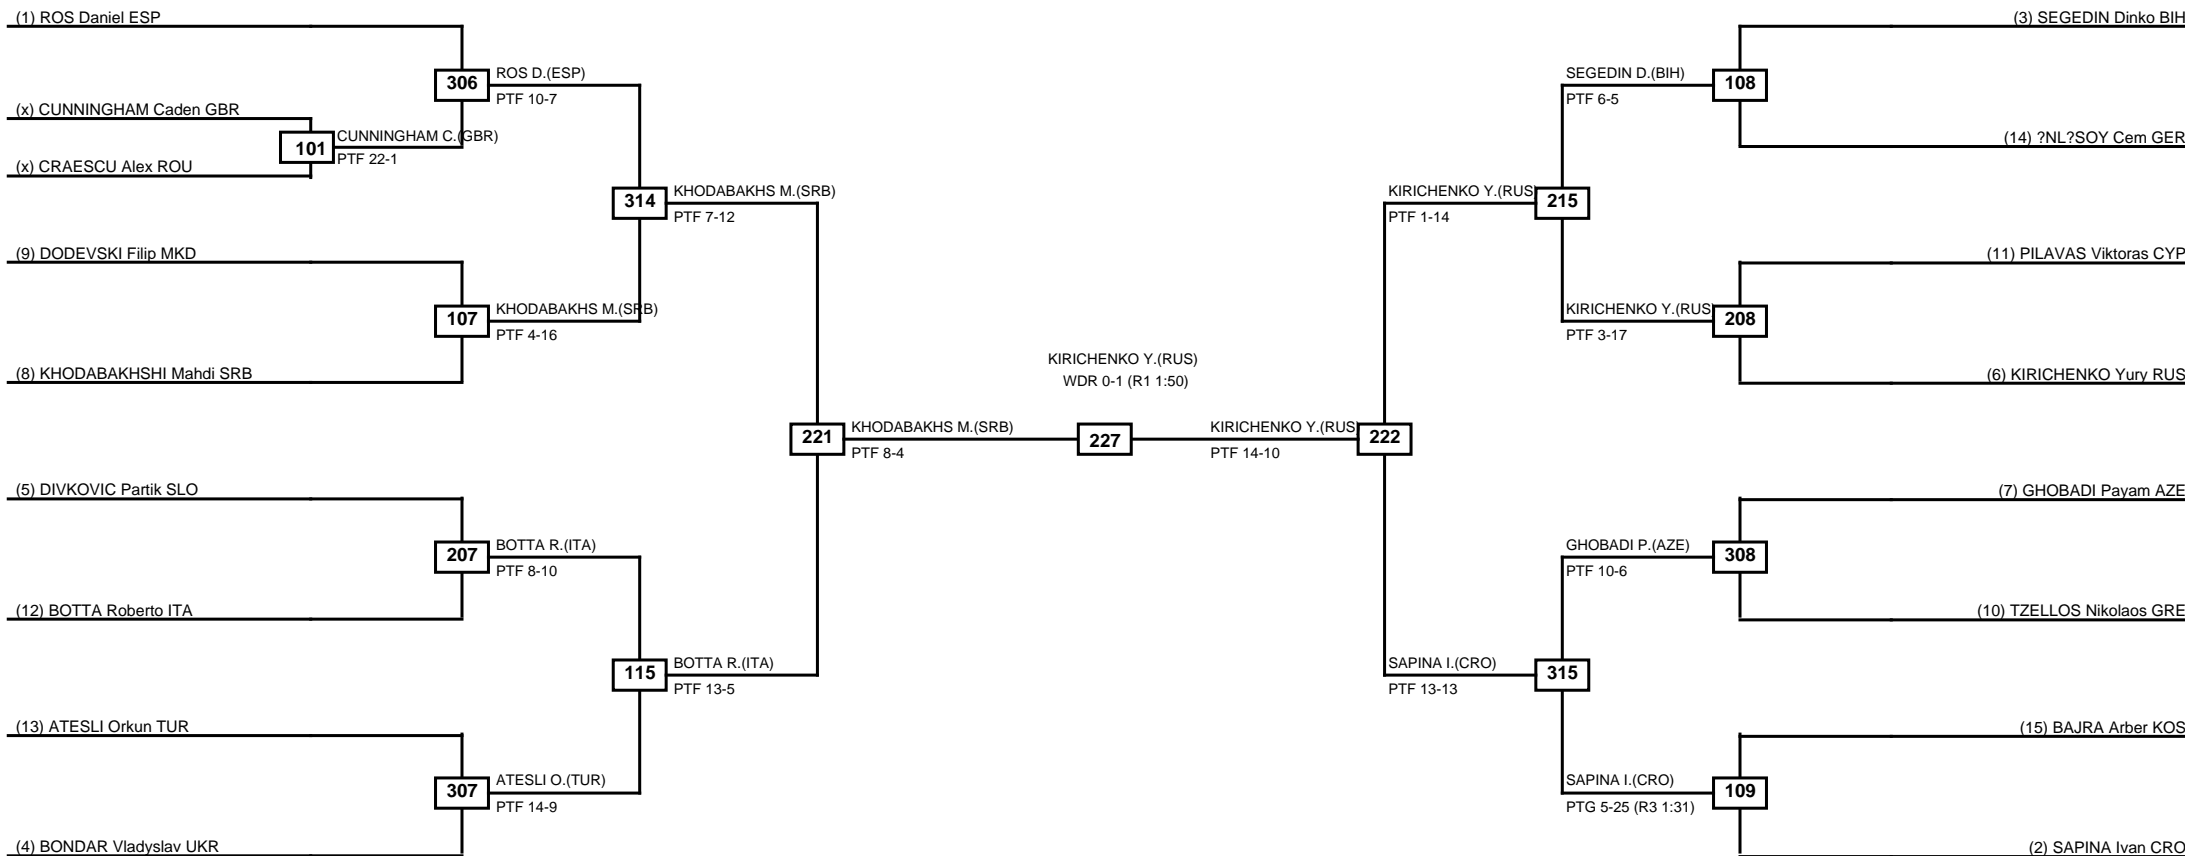 (1) ROS Daniel ESP
306
ROS D.(ESP)
PTF 10-7
(x) CUNNINGHAM Caden GBR
101
CUNNINGHAM C.(GBR)
PTF 22-1
(x) CRAESCU Alex ROU
314
KHODABAKHS M.(SRB)
PTF 7-12
(9) DODEVSKI Filip MKD
107
KHODABAKHS M.(SRB)
PTF 4-16
(8) KHODABAKHSHI Mahdi SRB
221
KHODABAKHS M.(SRB)
PTF 8-4
(5) DIVKOVIC Partik SLO
207
BOTTA R.(ITA)
PTF 8-10
(12) BOTTA Roberto ITA
115
BOTTA R.(ITA)
PTF 13-5
(13) ATESLI Orkun TUR
307
ATESLI O.(TUR)
PTF 14-9
(4) BONDAR Vladyslav UKR
KIRICHENKO Y.(RUS)
WDR 0-1 (R1 1:50)
227
(3) SEGEDIN Dinko BIH
SEGEDIN D.(BIH)
PTF 6-5
108
(14) ?NL?SOY Cem GER
KIRICHENKO Y.(RUS
PTF 1-14
215
(11) PILAVAS Viktoras CYP
KIRICHENKO Y.(RUS
PTF 3-17
208
(6) KIRICHENKO Yury RUS
KIRICHENKO Y.(RUS
PTF 14-10
222
(7) GHOBADI Payam AZE
GHOBADI P.(AZE)
PTF 10-6
308
(10) TZELLOS Nikolaos GRE
SAPINA I.(CRO)
PTF 13-13
315
(15) BAJRA Arber KOS
SAPINA I.(CRO)
PTG 5-25 (R3 1:31)
109
(2) SAPINA Ivan CRO